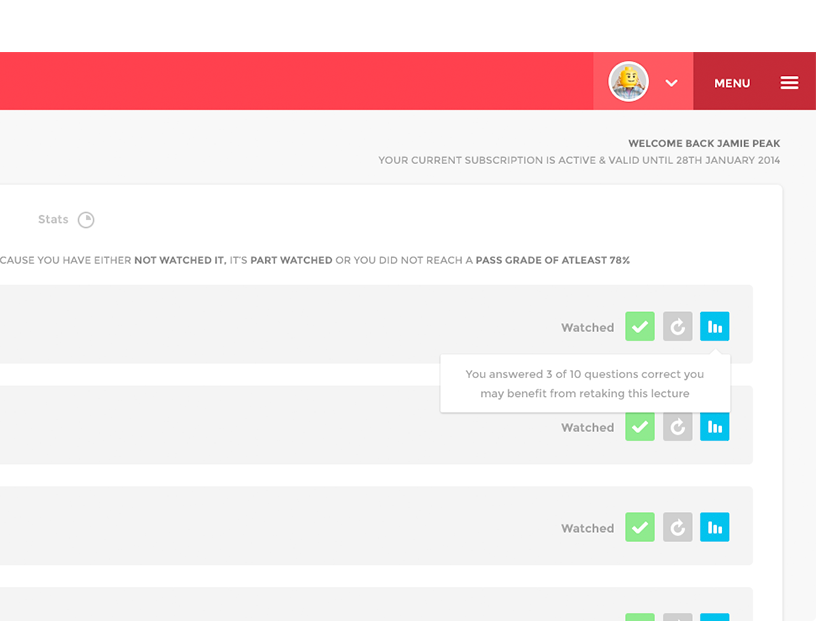 MENU
WELCOME BACK JAMIE PEAK
YOUR CURRENT SUBSCRIPTION IS ACTIVE & VALID UNTIL 28TH JANUARY 2014
Stats
CAUSE YOU HAVE EITHER NOT WATCHED IT, IT'S PART WATCHED OR YOU DID NOT REACH A PASS GRADE OF ATLEAST 78%
Watched
You answered 3 of 10 questions correct you
may benefit from retaking this lecture
Watched
Watched